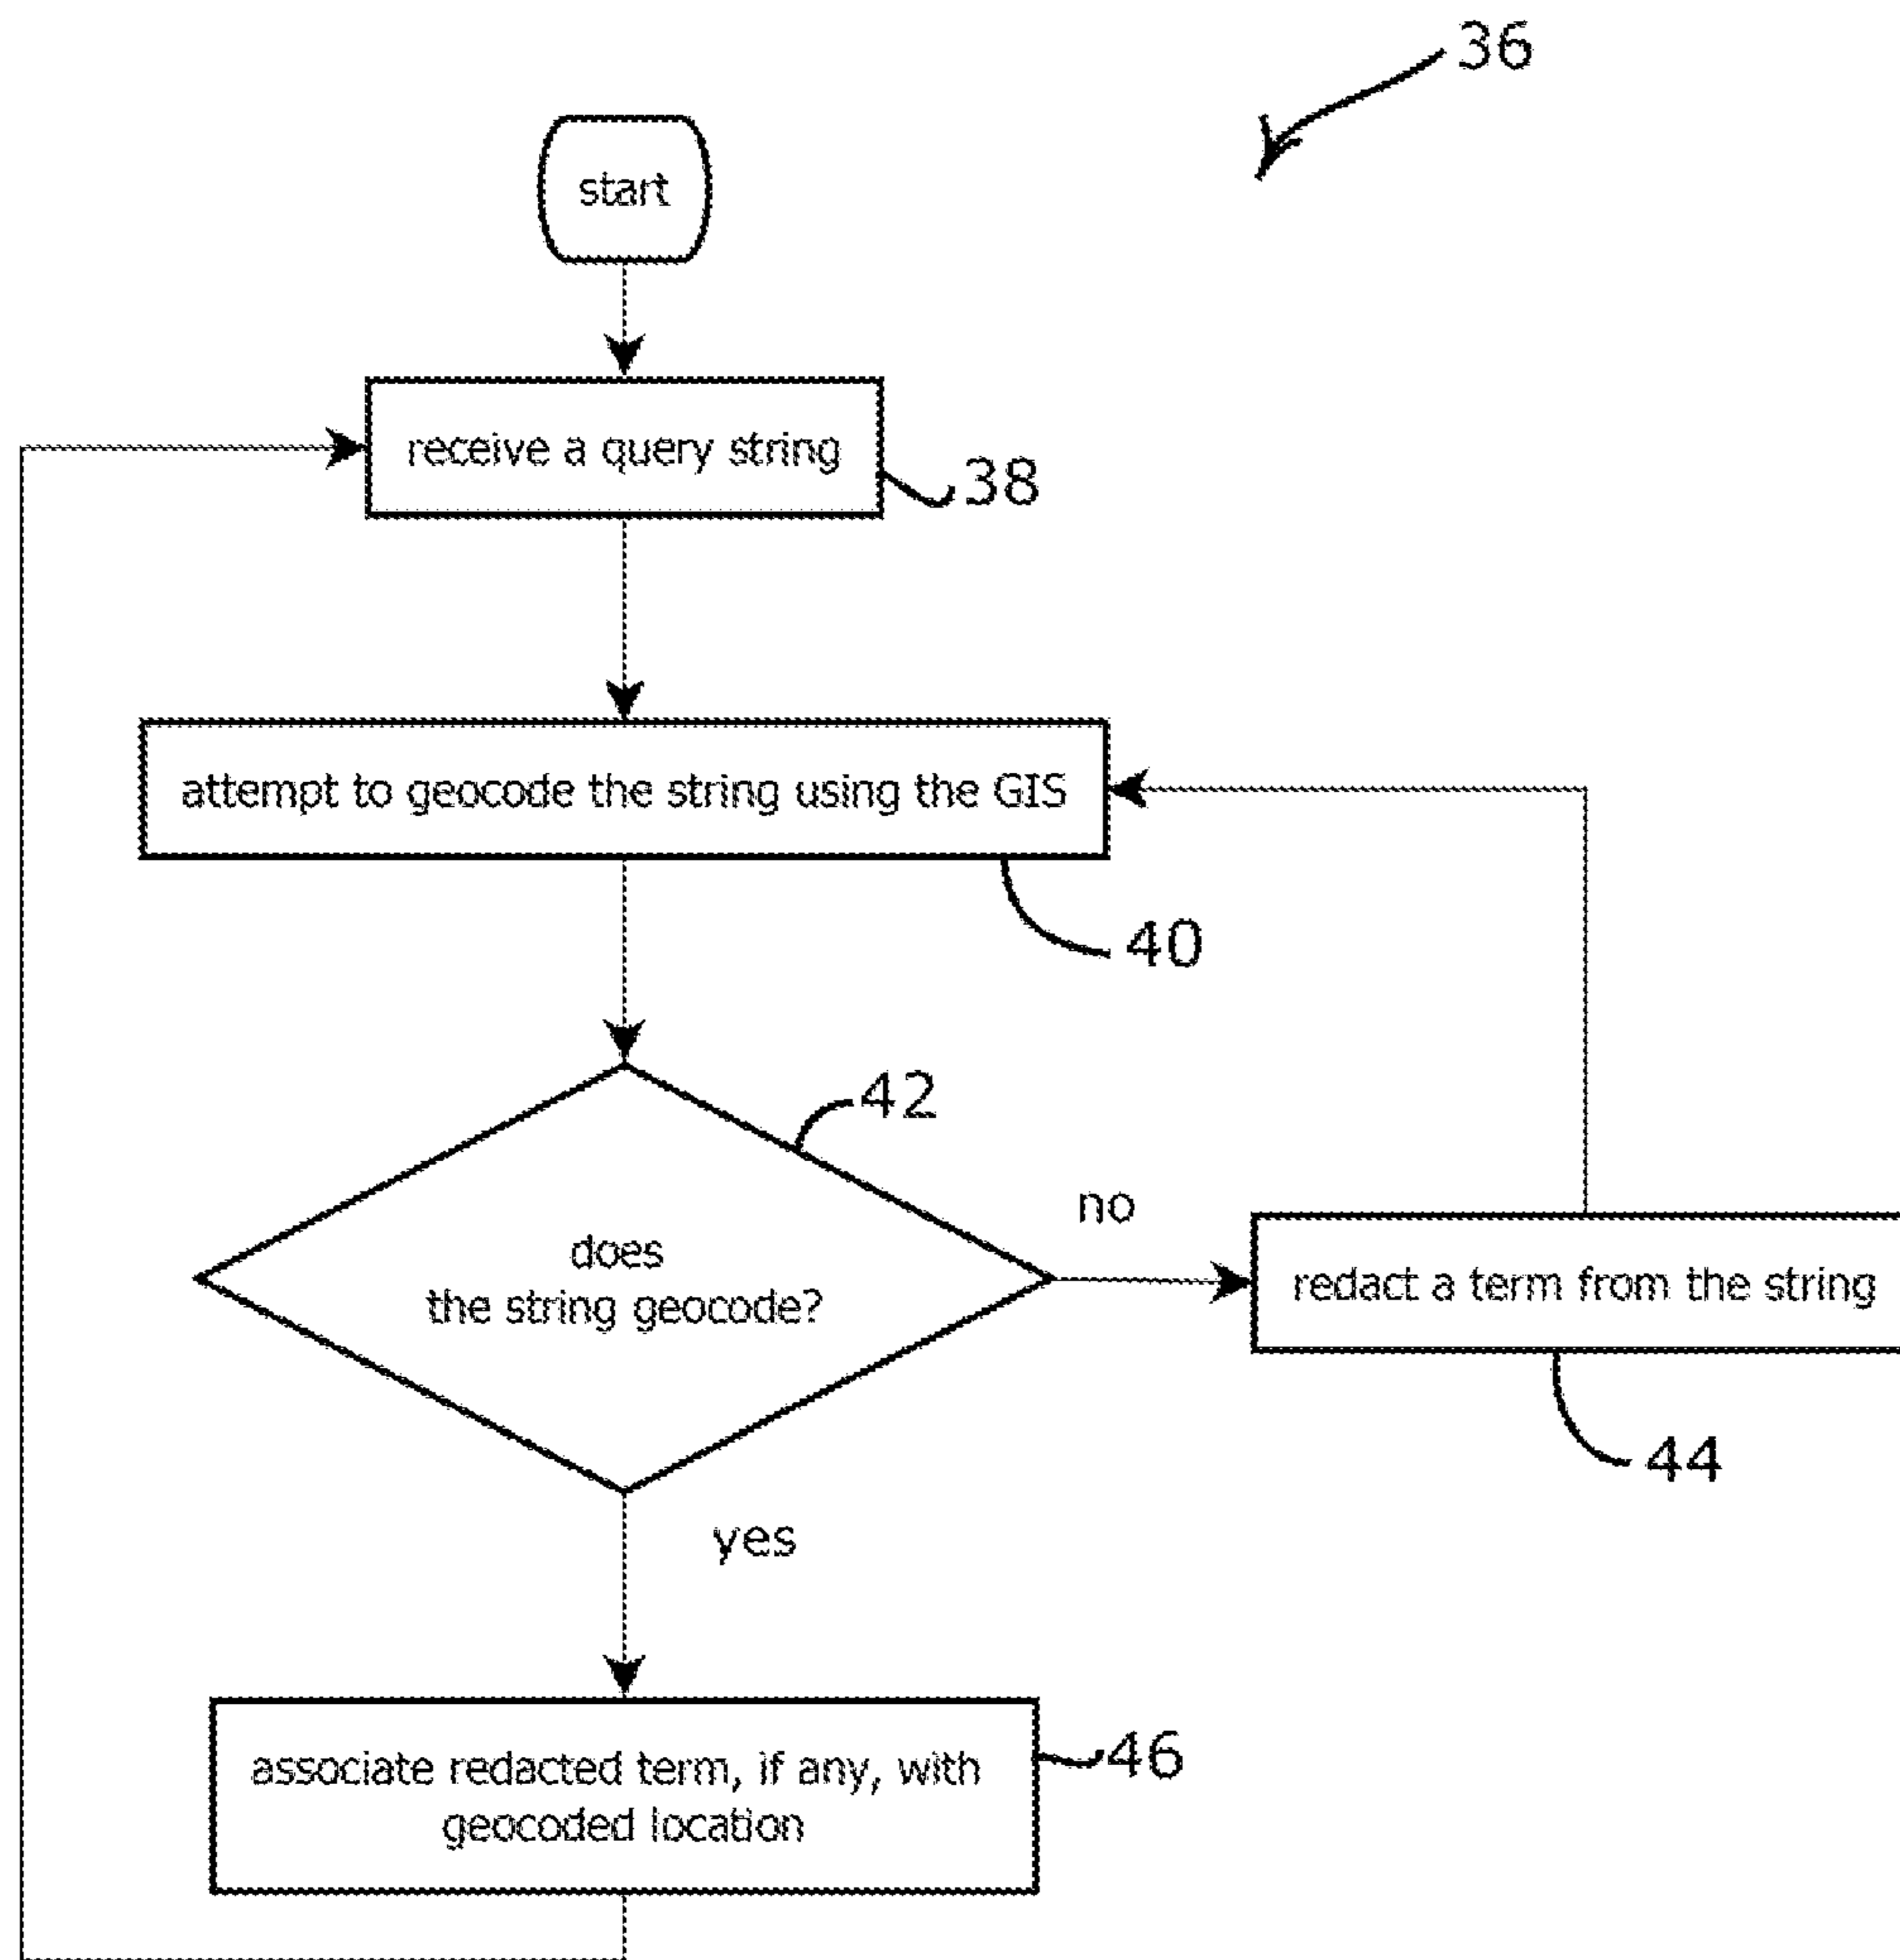 36
start
receive a query string
38
attempt to geocode the string using the GIS
40
42
does
the string geocode?
no
redact a term from the string
44
yes
associate redacted term, if any, with
geocoded location
46